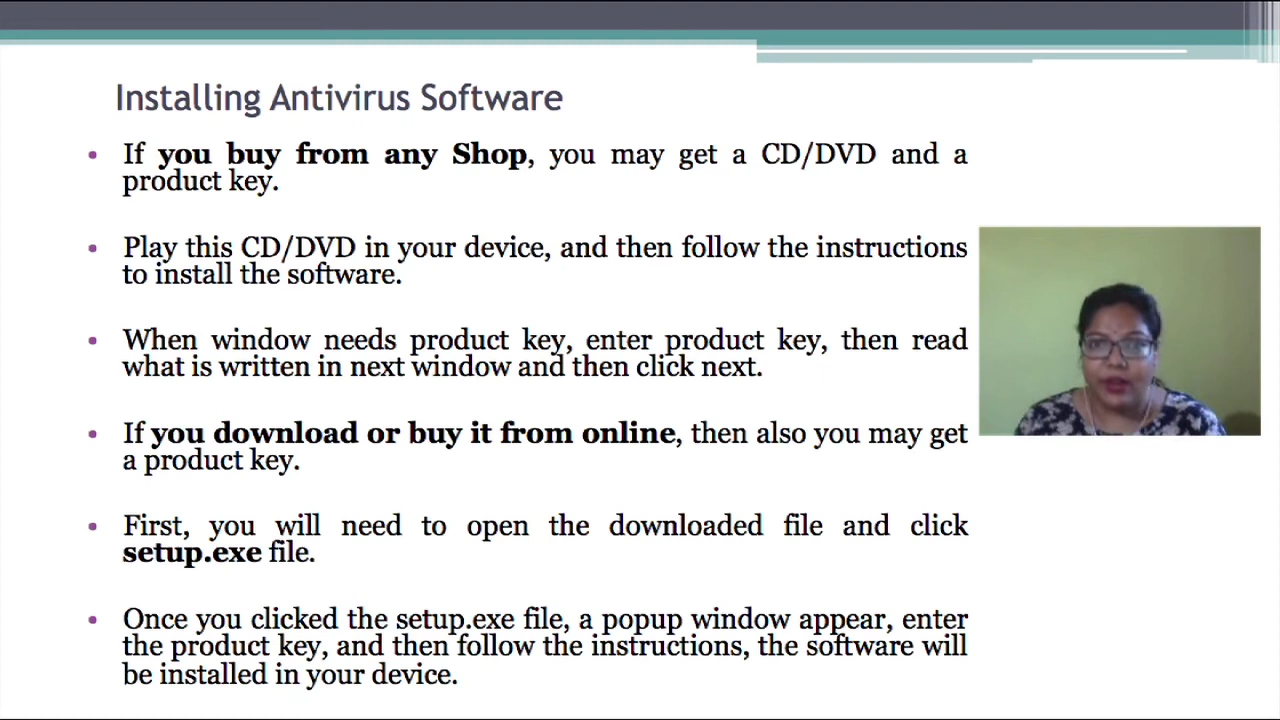 Installing Antivirus Software
• If you buy from any Shop, you may get a CD/DVD and a
product key.
• Play this CD/DVD in your device, and then follow the instructions
to install the software.
• When window needs product key, enter product key, then read
what is written in next window and then click next.
• If you download or buy it from online, then also you may get
a product key.
• First, you will need to open the downloaded file and click
setup.exe file.
• Once you clicked the setup.exe file, a popup window appear, enter
the product key, and then follow the instructions, the software will
be installed in your device.